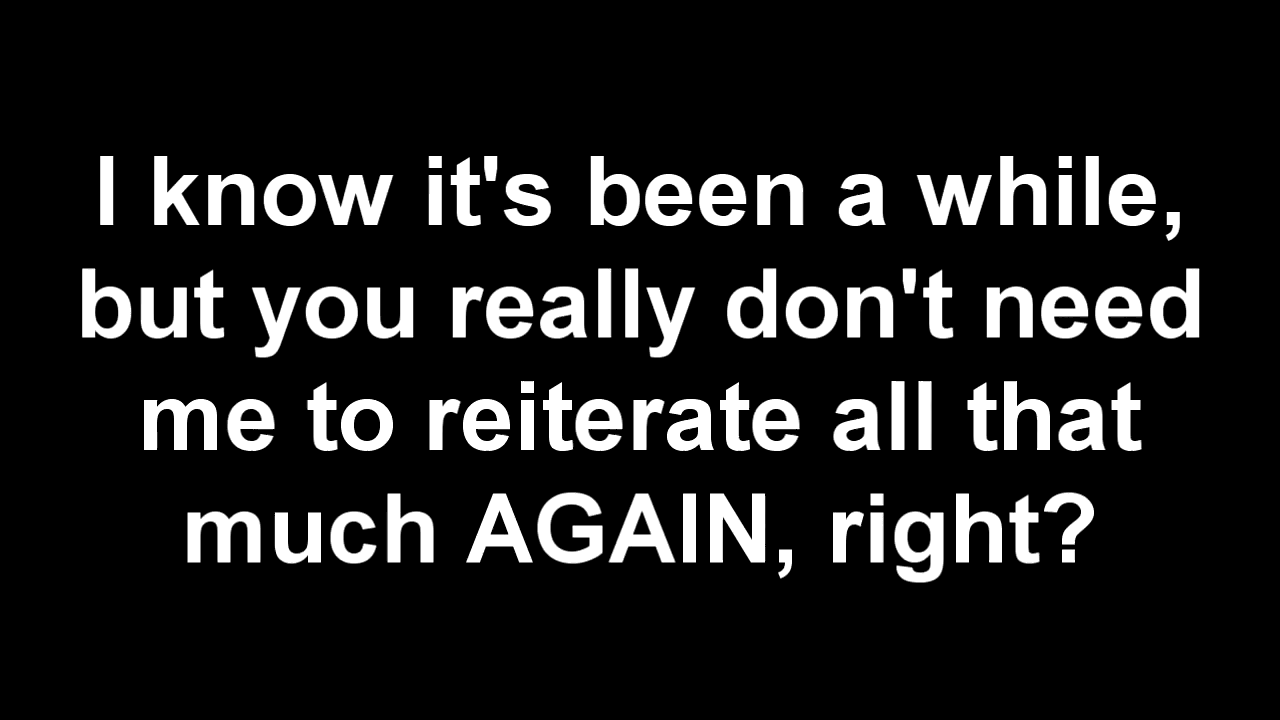 I know it's been a while,
but you really don't need
me to reiterate all that
much AGAIN, right?